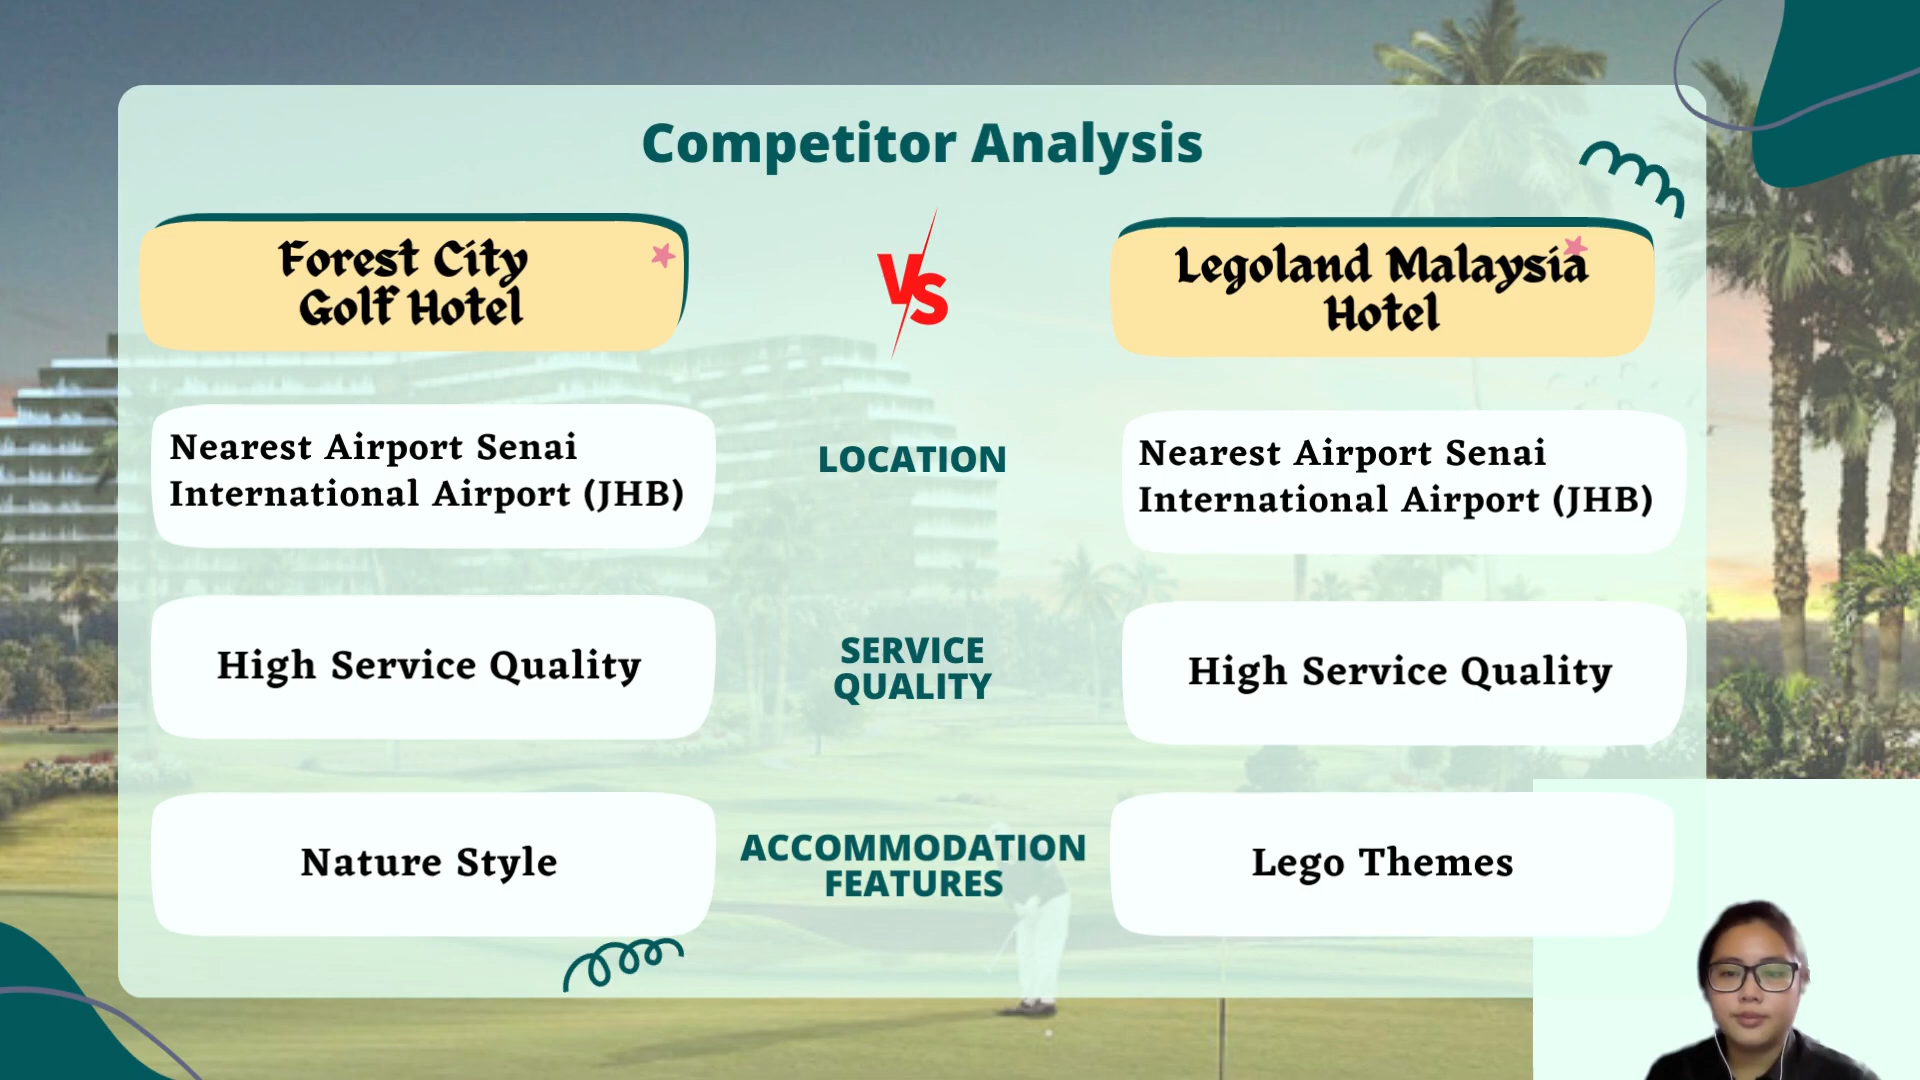 Competitor Analysis
Forest City
Golf Hotel
VS
Legoland Malaysia
Hotel
Nearest Airport Senai
International Airport (JHB)
LOCATION
Nearest Airport Senai
International Airport (JHB)
High Service Quality
SERVICE
QUALITY
High Service Quality
Nature Style
ACCOMMODATION
FEATURES
Lego Themes